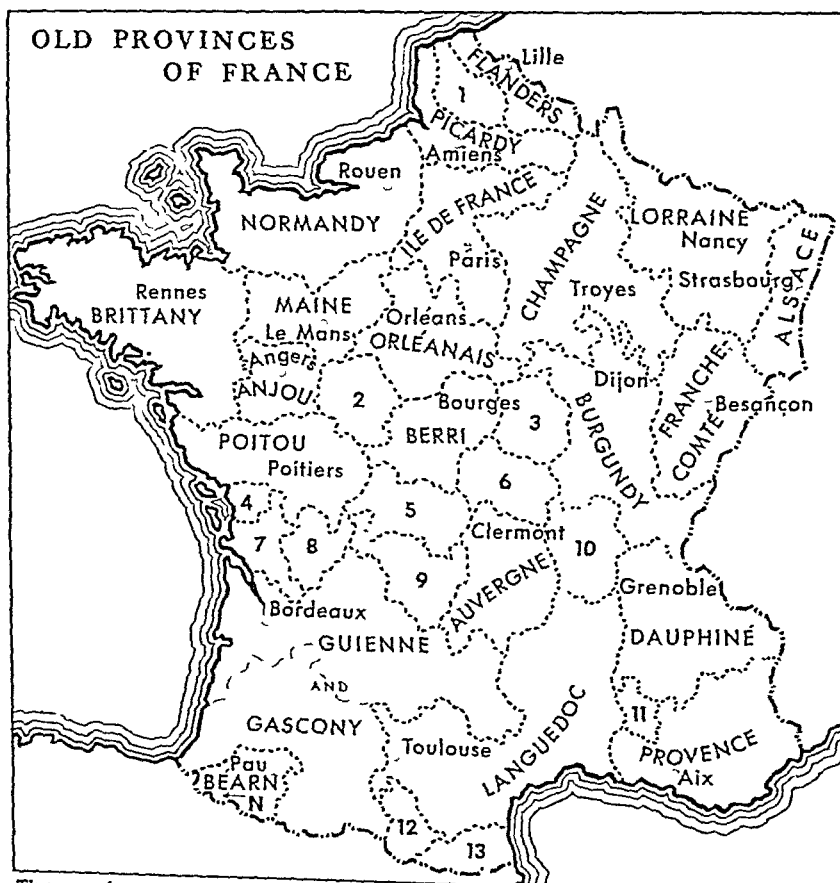 OLD PROVINCES
OF FRANCE
Lille
FLANDERS
1
PICARDY
Amiens
Rouen
NORMANDY
ILE DE FRANCE
Paris
CHAMPAGNE
LORRAINE
Nancy
ALSACE
Strasbourg
Troyes
Rennes
BRITTANY
MAINE
Le Mans
Orléans
ORLEANAIS
Angers
ANJOU
2
Bourges
3
Dijon
BURGUNDY
FRANCHE-
COMTÉ
Besançon
POITOU
Poitiers
BERRI
6
4
5
7
8
Clermont
10
9
AUVERGNE
Bordeaux
Grenoble
GUIENNE
DAUPHINÉ
AND
GASCONY
11
Toulouse
LANGUEDOC
PROVENCE
Aix
Pau
BEARN
N
12
13